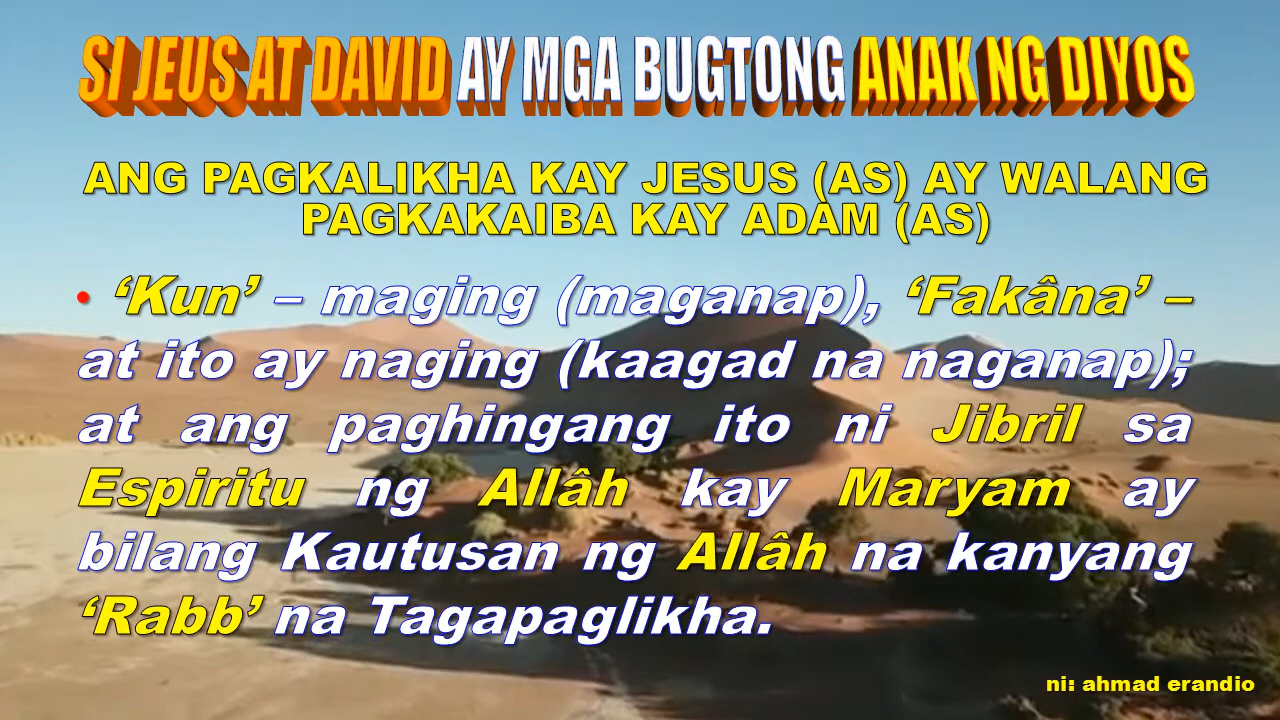 SI JEUS AT DAVID AY MGA BUGTONG ANAK NG DIYOS
ANG PAGKALIKHA KAY JESUS (AS) AY WALANG
PAGKAKAIBA KAY ADAM (AS)
• ‘Kun’ – maging (maganap), ‘Fakâna’ –
at ito ay naging (kaagad na naganap);
at ang paghingang ito ni Jibril sa
Espiritu ng Allâh kay Maryam ay
bilang Kautusan ng Allâh na kanyang
‘Rabb’ na Tagapaglikha.
ni: ahmad erandio